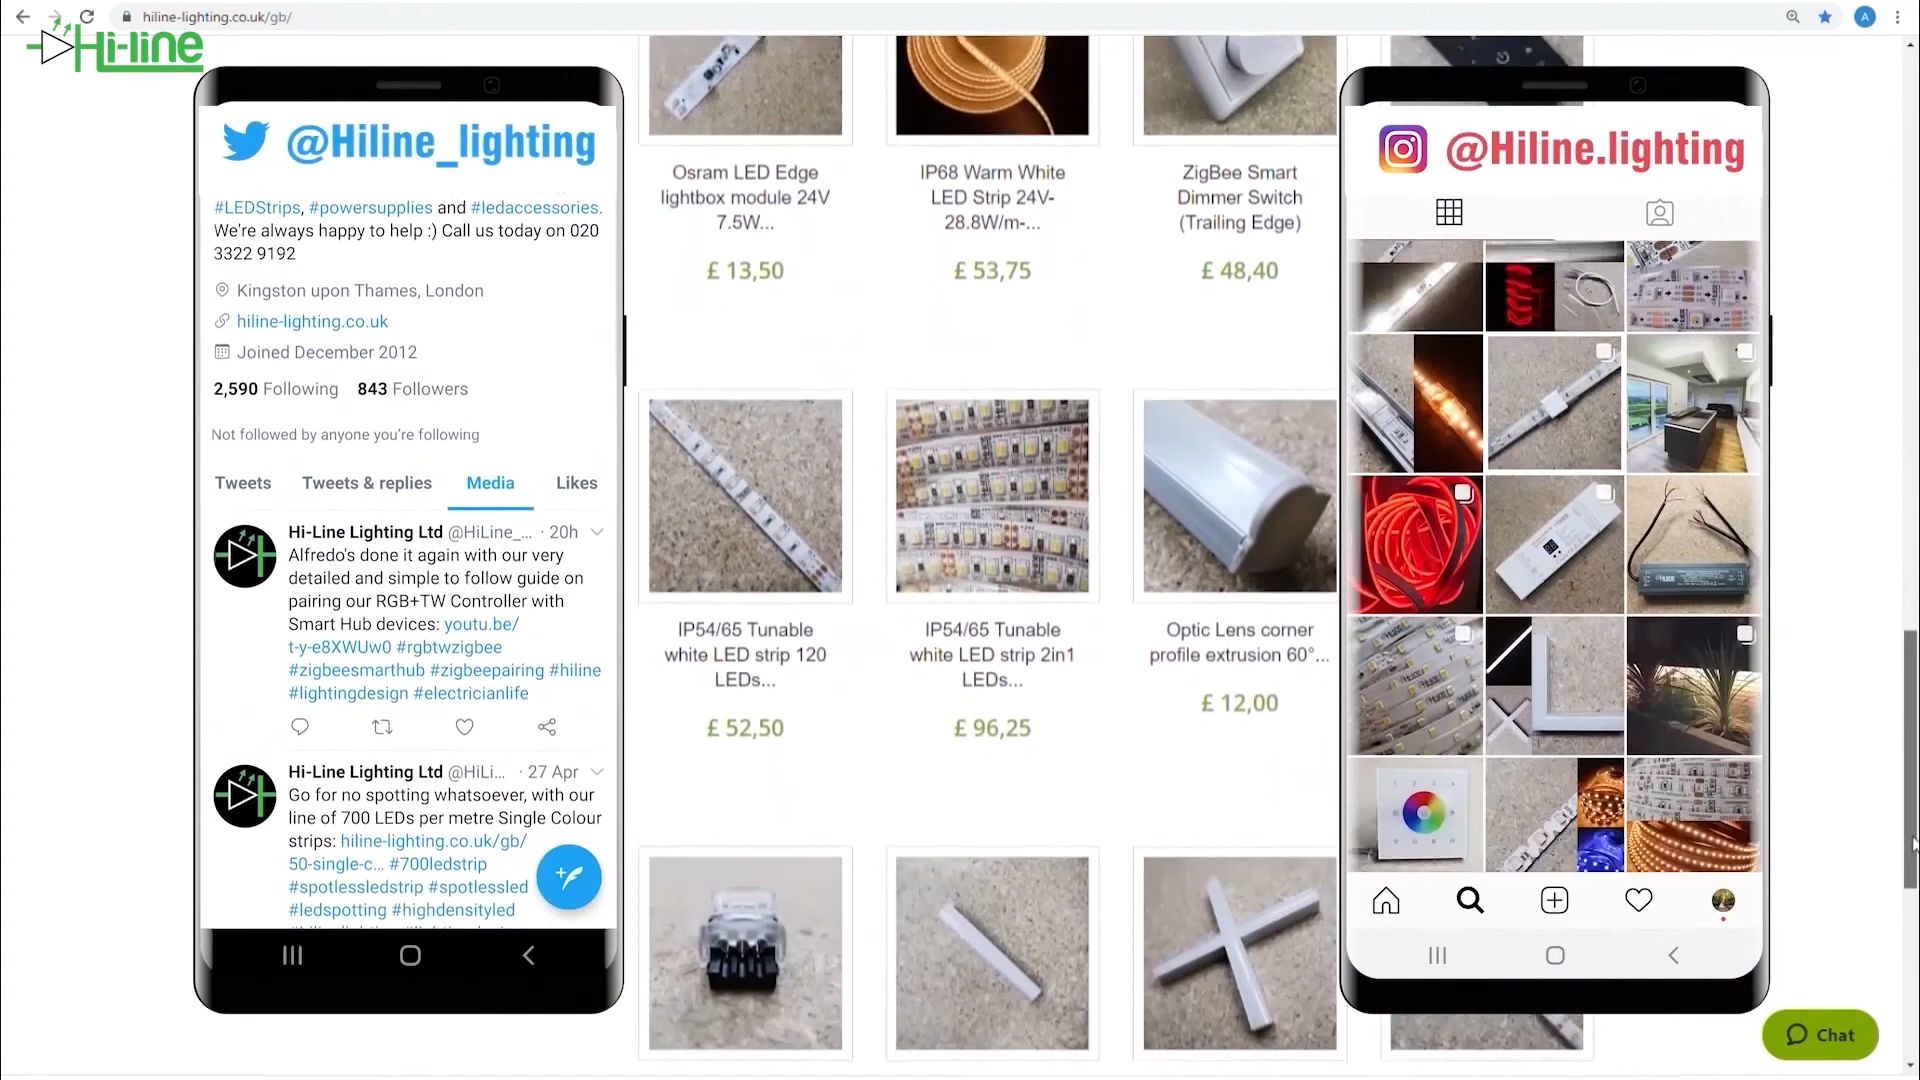 hiline-lighting.co.uk/gb/
A
Hi-line
@Hiline_lighting
#LEDStrips, #powersupplies and #ledaccessories.
We're always happy to help :) Call us today on 020
3322 9192
Kingston upon Thames, London
hiline-lighting.co.uk
Joined December 2012
2,590 Following 843 Followers
Not followed by anyone you're following
Tweets Tweets & replies Media Likes
Hi-Line Lighting Ltd @HiLine_... · 20h
Alfredo's done it again with our very
detailed and simple to follow guide on
pairing our RGB+TW Controller with
Smart Hub devices: youtu.be/
t-y-e8XWUw0 #rgbtwzigbee
#zigbeesmarthub #zigbeepairing #hiline
#lightingdesign #electricianlife
Hi-Line Lighting Ltd @HiLi... · 27 Apr
Go for no spotting whatsoever, with our
line of 700 LEDs per metre Single Colour
strips: hiline-lighting.co.uk/gb/
50-single-c... #700ledstrip
#spotlessledstrip #spotlessled
#ledspotting #highdensityled
Osram LED Edge
lightbox module 24V
7.5W...
£ 13,50
IP68 Warm White
LED Strip 24V-
28.8W/m-...
£ 53,75
ZigBee Smart
Dimmer Switch
(Trailing Edge)
£ 48,40
IP54/65 Tunable
white LED strip 120
LEDs...
£ 52,50
IP54/65 Tunable
white LED strip 2in1
LEDs...
£ 96,25
Optic Lens corner
profile extrusion 60°...
£ 12,00
@Hiline.lighting
Chat